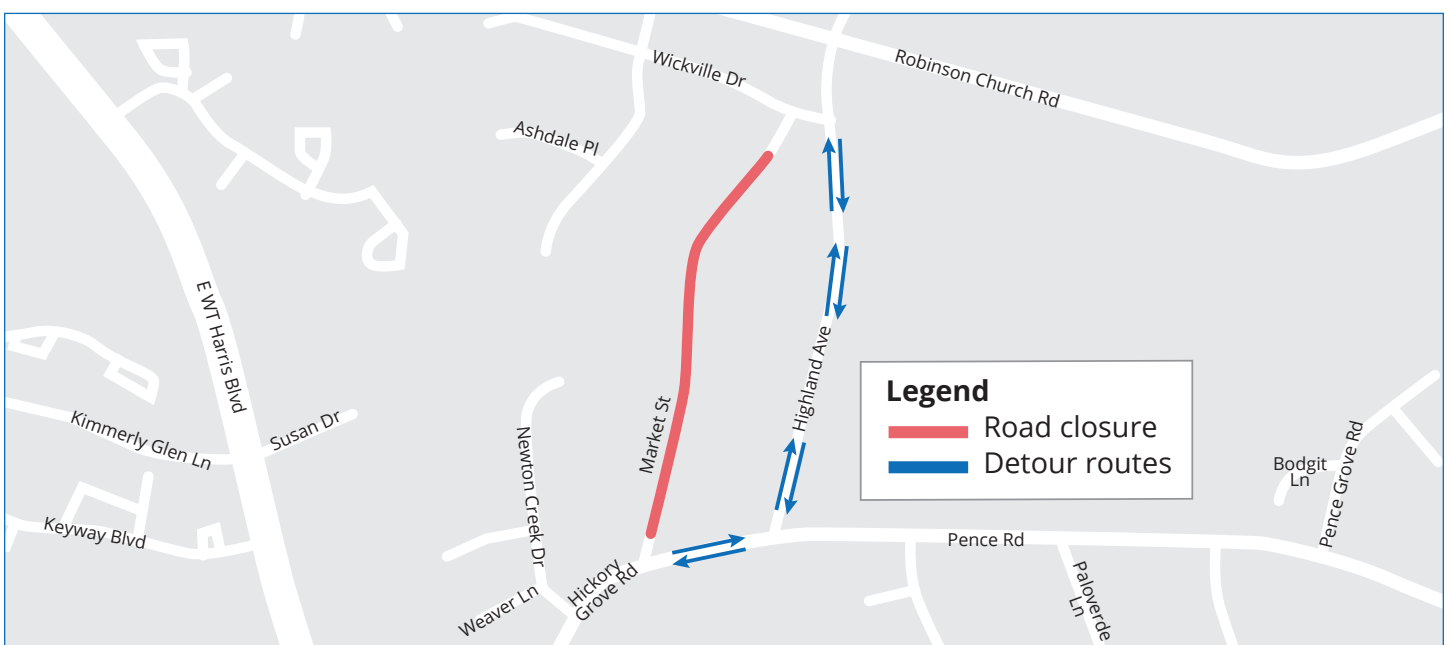 Robinson Church Rd
Wickville Dr
Ashdale Pl
E WT Harris Blvd
Highland Ave
Legend
Road closure
Detour routes
Market St
Kimmerly Glen Ln
Susan Dr
Newton Creek Dr
Bodgit
Ln
Pence Grove Rd
Keyway Blvd
Pence Rd
Hickory
Grove Rd
Weaver Ln
Paloverde
Ln